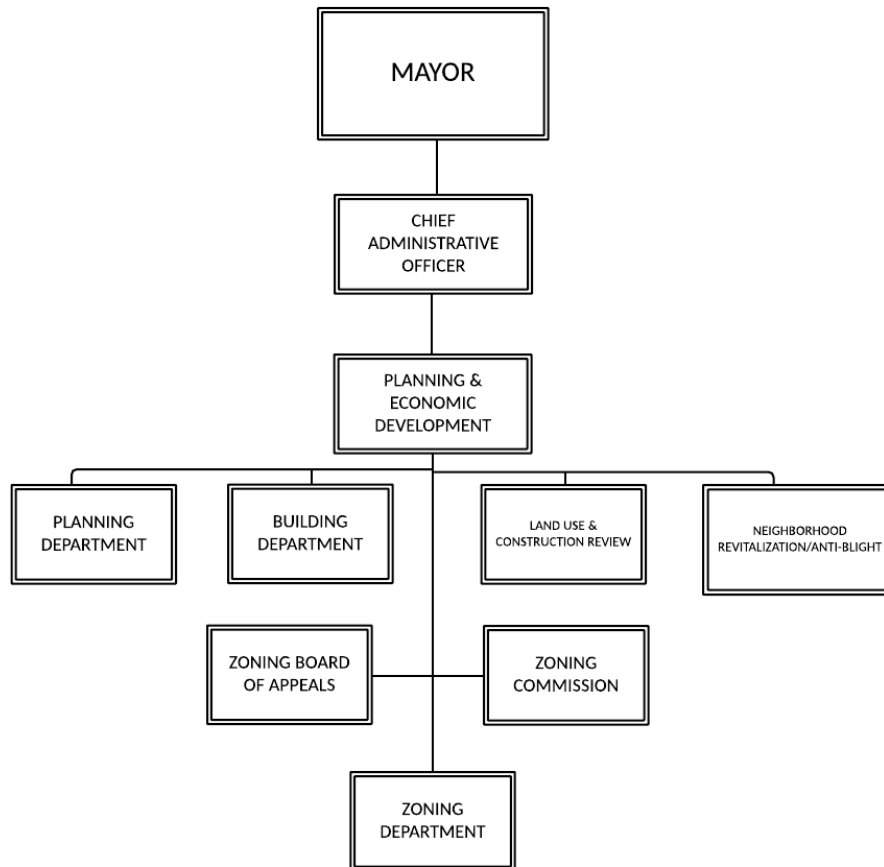 MAYOR
CHIEF
ADMINISTRATIVE
OFFICER
PLANNING &
ECONOMIC
DEVELOPMENT
PLANNING
DEPARTMENT
BUILDING
DEPARTMENT
LAND USE &
CONSTRUCTION REVIEW
NEIGHBORHOOD
REVITALIZATION/ANTI-BLIGHT
ZONING BOARD
OF APPEALS
ZONING
COMMISSION
ZONING
DEPARTMENT